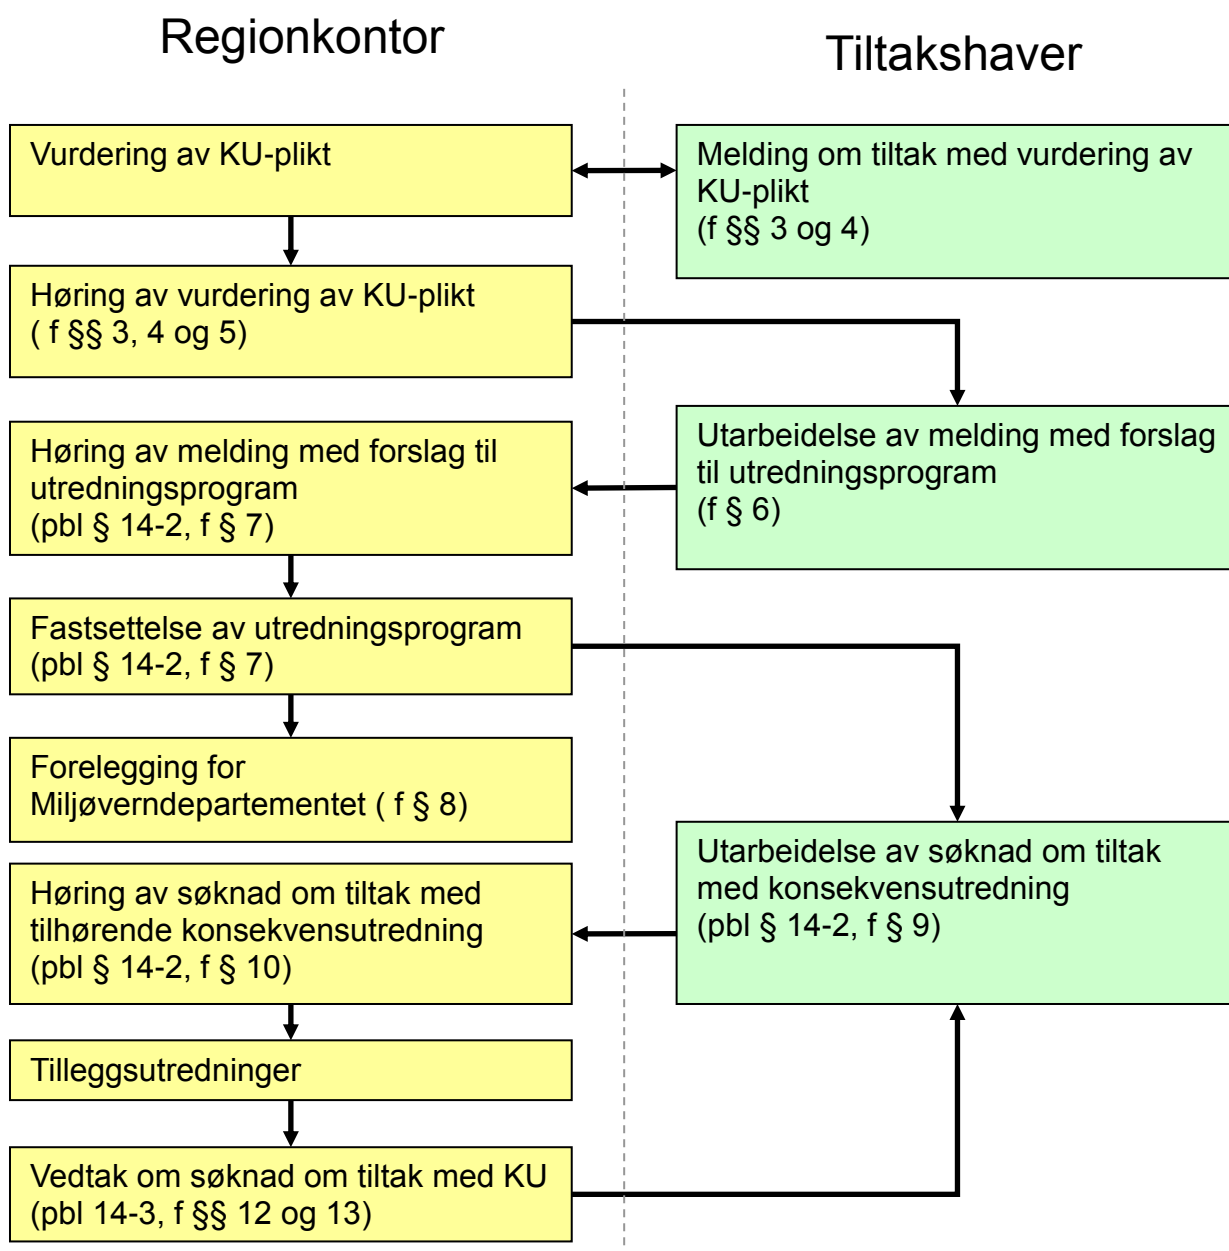 Regionkontor
Tiltakshaver
Vurdering av KU-plikt
Melding om tiltak med vurdering av
KU-plikt
(f §§ 3 og 4)
Høring av vurdering av KU-plikt
( f §§ 3, 4 og 5)
Utarbeidelse av melding med forslag
til utredningsprogram
(f § 6)
Høring av melding med forslag til
utredningsprogram
(pbl § 14-2, f § 7)
Fastsettelse av utredningsprogram
(pbl § 14-2, f § 7)
Forelegging for
Miljøverndepartementet ( f § 8)
Utarbeidelse av søknad om tiltak
med konsekvensutredning
(pbl § 14-2, f § 9)
Høring av søknad om tiltak med
tilhørende konsekvensutredning
(pbl § 14-2, f § 10)
Tilleggsutredninger
Vedtak om søknad om tiltak med KU
(pbl 14-3, f §§ 12 og 13)